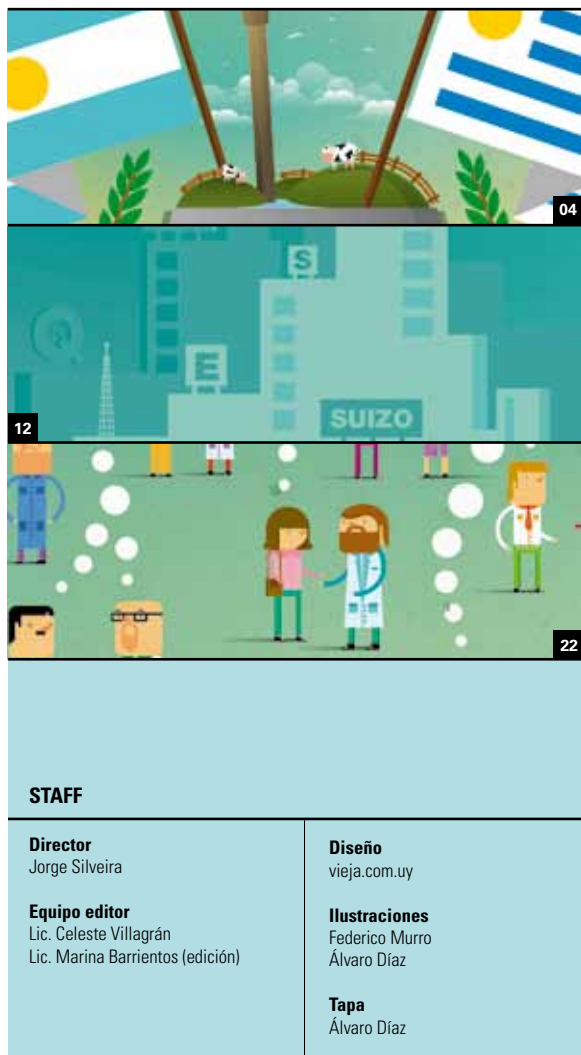 04
S
Q
E
SUIZO
12
22
STAFF
Director
Jorge Silveira
Equipo editor
Lic. Celeste Villagrán
Lic. Marina Barrientos (edición)
Diseño
vieja.com.uy
Ilustraciones
Federico Murro
Álvaro Díaz
Tapa
Álvaro Díaz